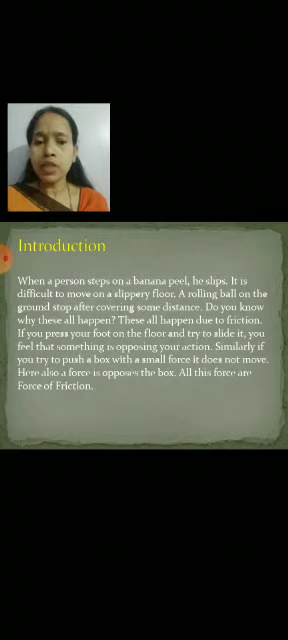 Introduction
When a person steps on a banana peel, he slips. It is
difficult to move on a slippery floor. A rolling ball on the
ground stop after covering some distance. Do you know
why these all happen? These all happen due to friction.
If you press your foot on the floor and try to slide it, you
feel that something is opposing your action. Similarly if
you try to push a box with a small force it does not move.
Here also a force is opposes the box. All this force are
Force of Friction.